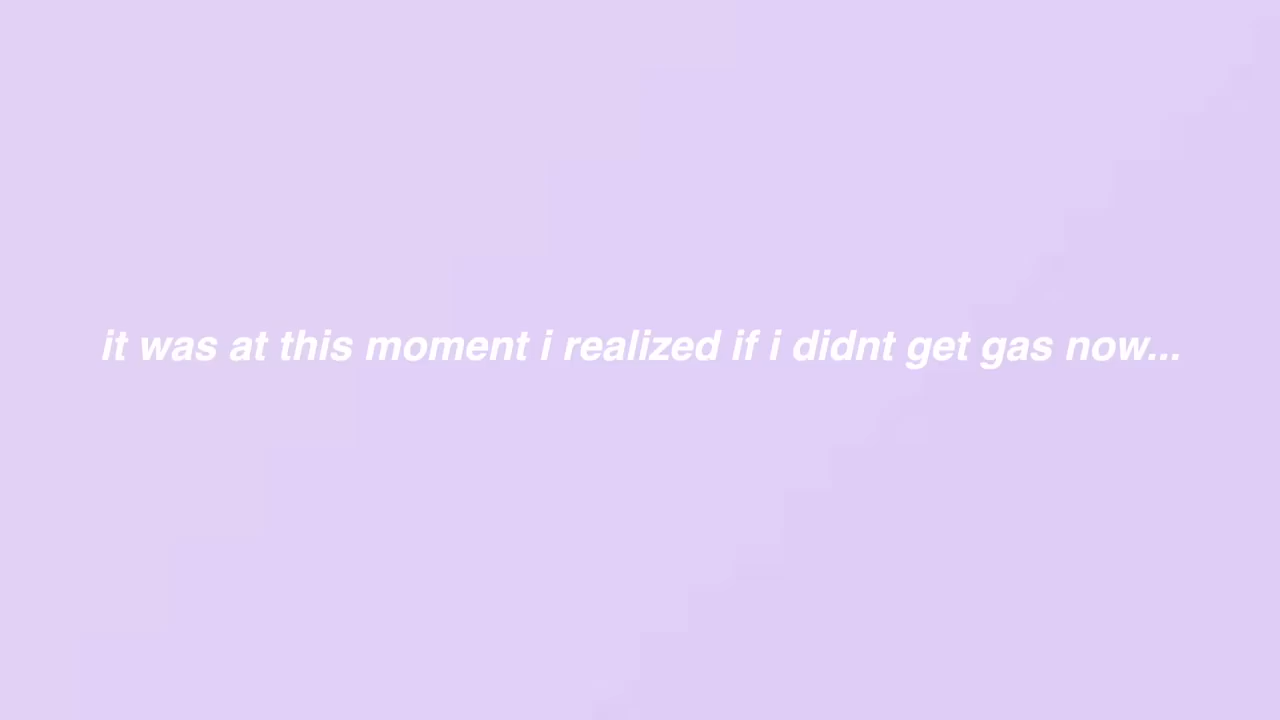 it was at this moment i realized if i didnt get gas now...